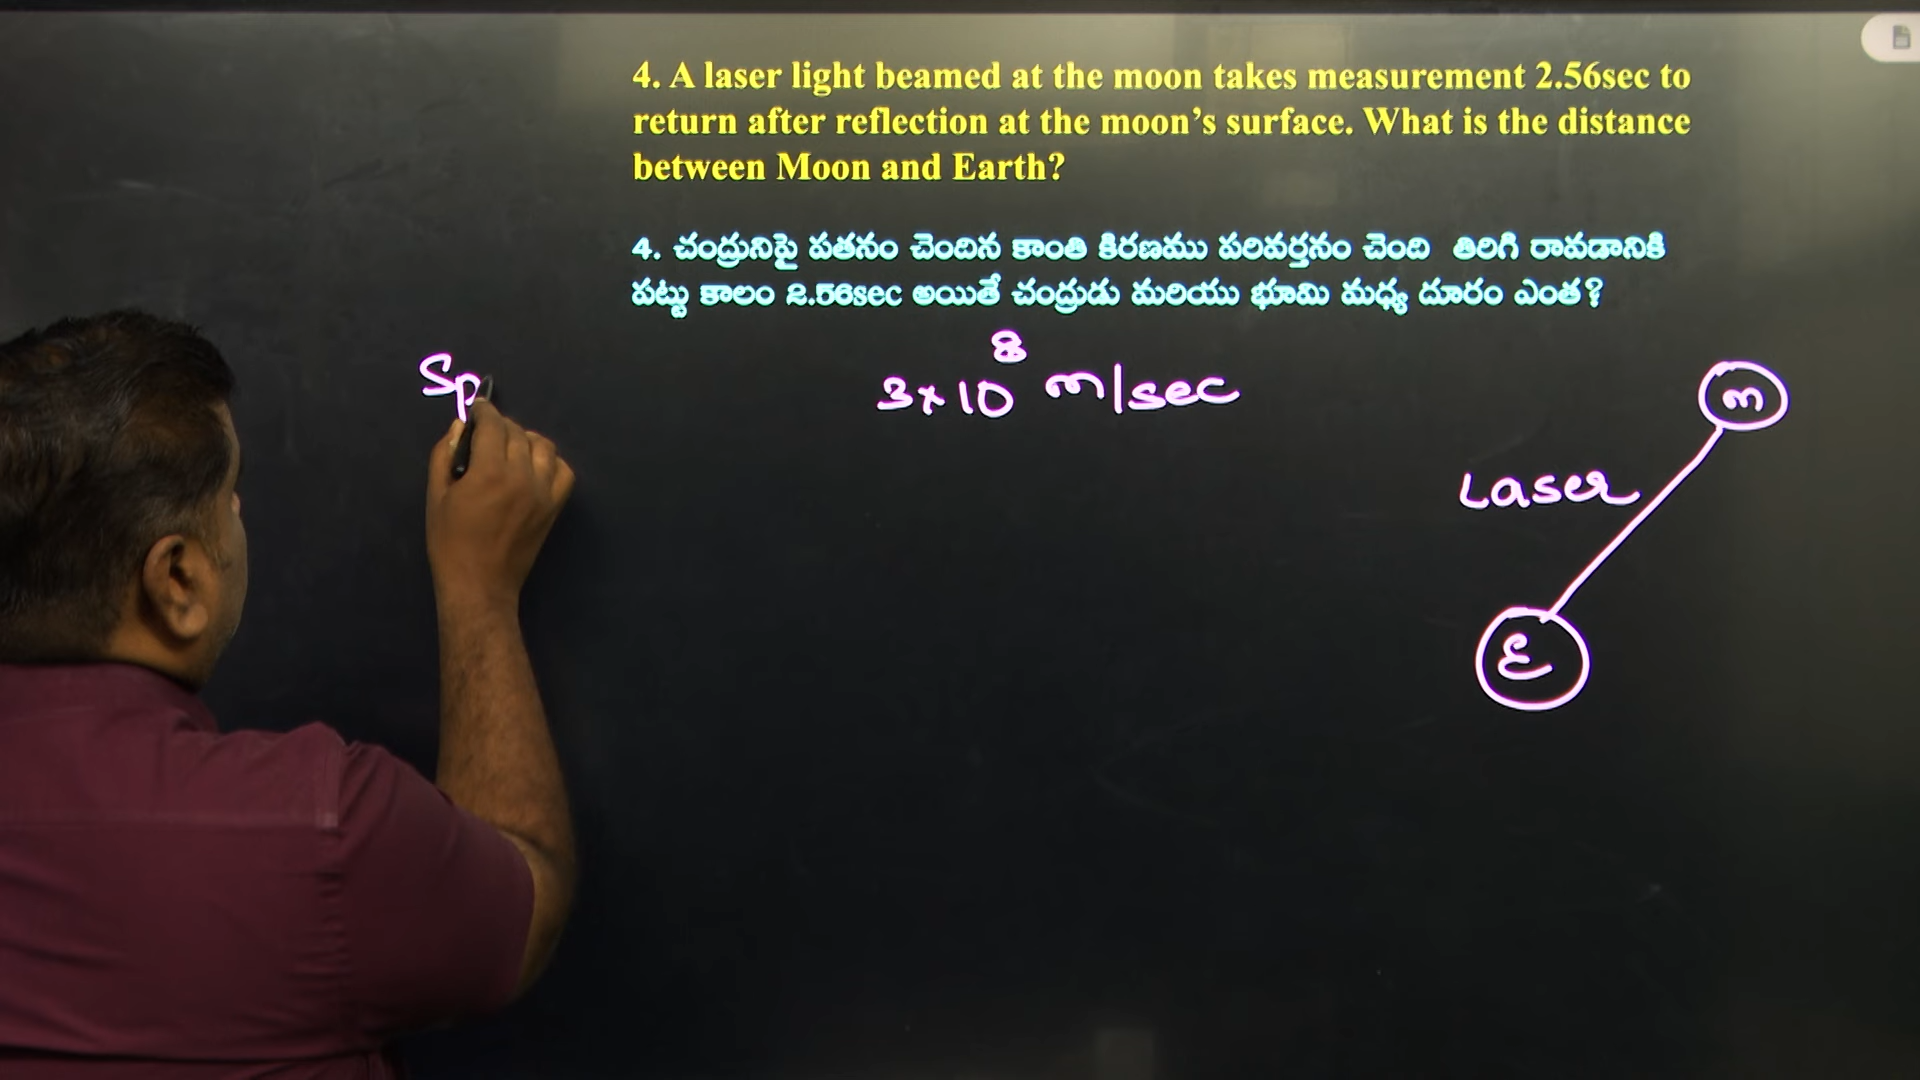 4. A laser light beamed at the moon takes measurement 2.56sec to
return after reflection at the moon’s surface. What is the distance
between Moon and Earth?
4. చంద్రునిపై పతనం చెందిన కాంతి కిరణము పరివర్తనం చెంది తిరిగి రావడానికి
పట్టు కాలం 2.56sec అయితే చంద్రుడు మరియు భూమి మధ్య దూరం ఎంత?
Sp 3×10⁸ m/sec
m
Laser
E